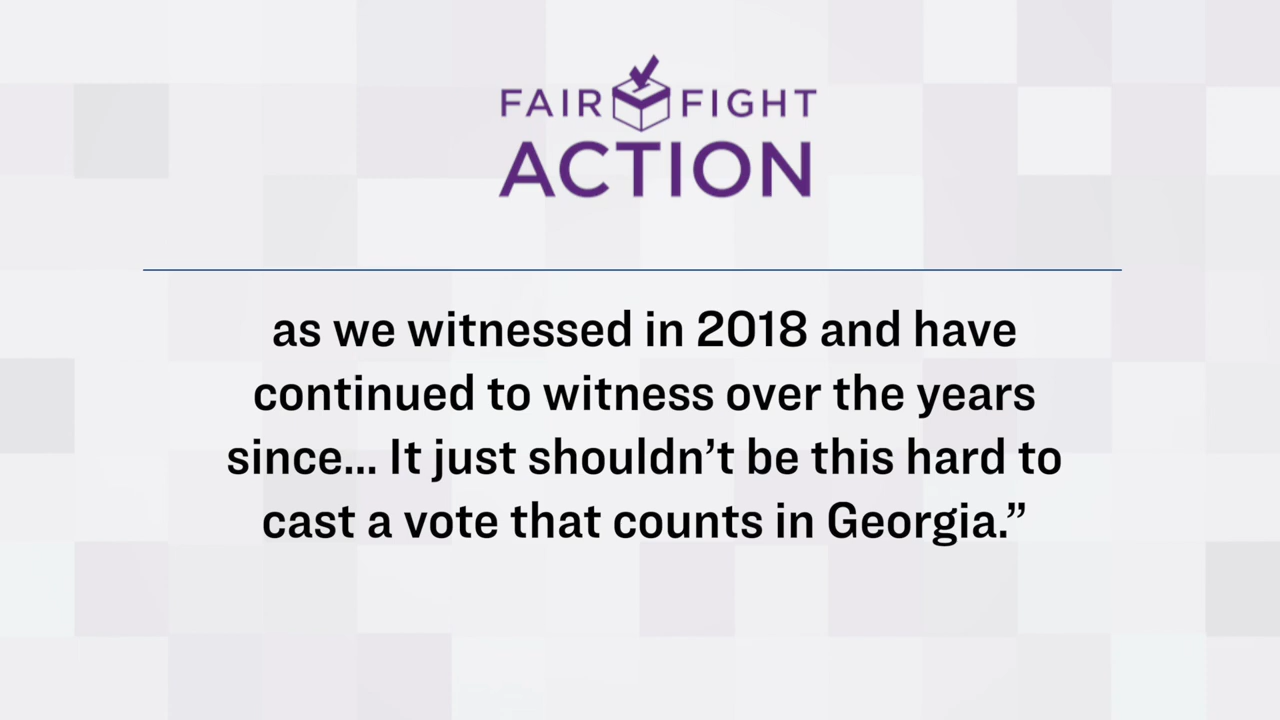 FAIR FIGHT
ACTION
as we witnessed in 2018 and have
continued to witness over the years
since... It just shouldn’t be this hard to
cast a vote that counts in Georgia.”